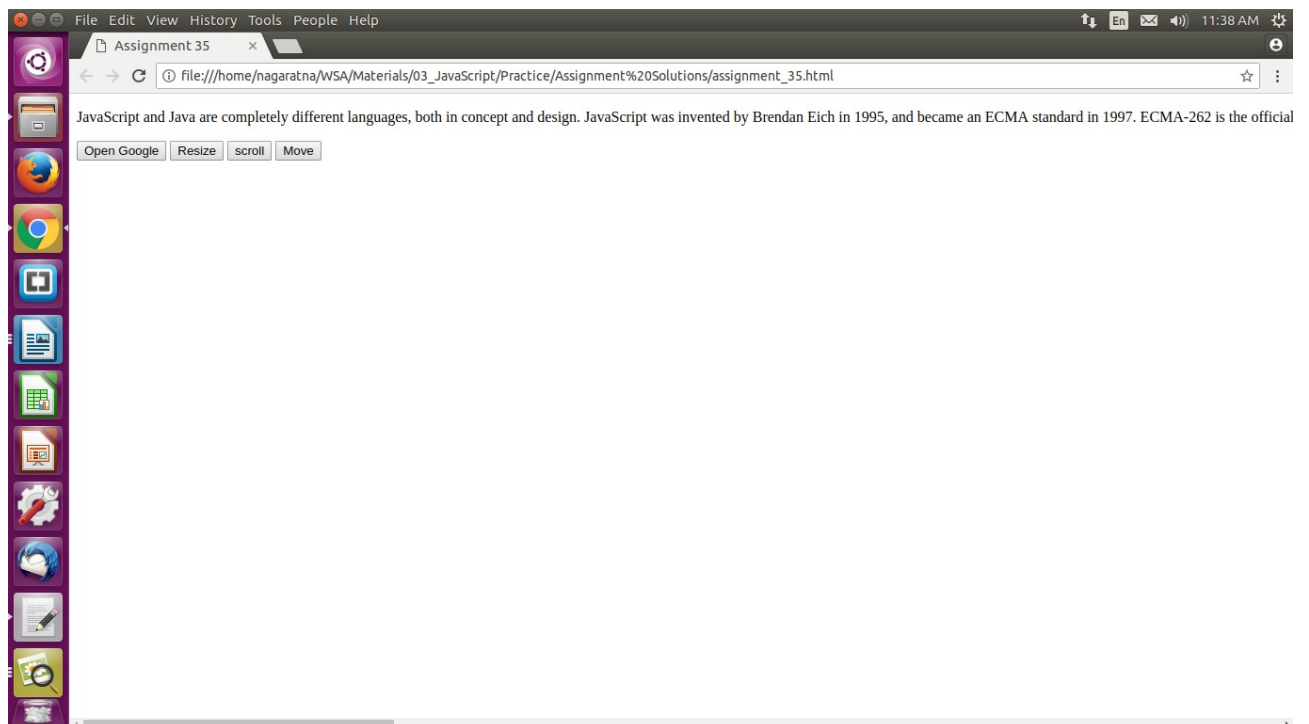 File Edit View History Tools People Help
En
11:38 AM
Assignment 35
file:///home/nagaratna/WSA/Materials/03_JavaScript/Practice/Assignment%20Solutions/assignment_35.html
JavaScript and Java are completely different languages, both in concept and design. JavaScript was invented by Brendan Eich in 1995, and became an ECMA standard in 1997. ECMA-262 is the official
Open Google Resize scroll Move